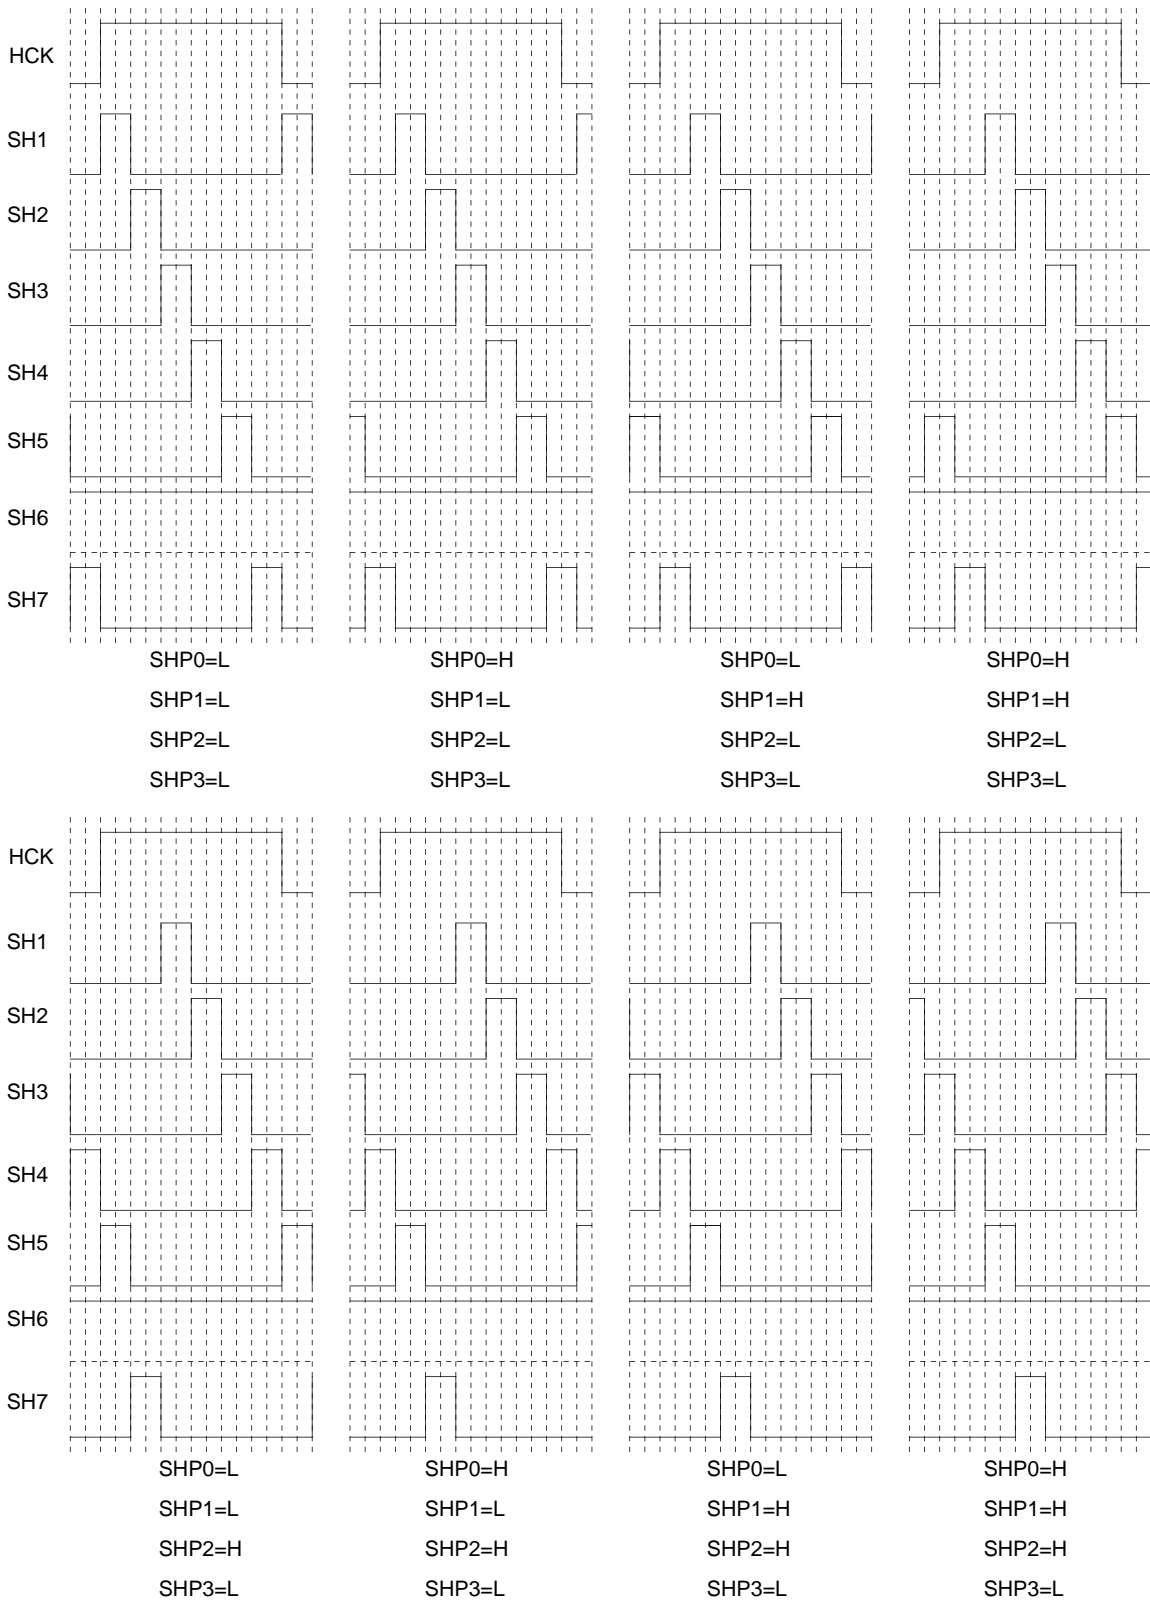 HCK
SH1
SH2
SH3
SH4
SH5
SH6
SH7
SHP0=L SHP0=H SHP0=L SHP0=H
SHP1=L SHP1=L SHP1=H SHP1=H
SHP2=L SHP2=L SHP2=L SHP2=L
SHP3=L SHP3=L SHP3=L SHP3=L
HCK
SH1
SH2
SH3
SH4
SH5
SH6
SH7
SHP0=L SHP0=H SHP0=L SHP0=H
SHP1=L SHP1=L SHP1=H SHP1=H
SHP2=H SHP2=H SHP2=H SHP2=H
SHP3=L SHP3=L SHP3=L SHP3=L